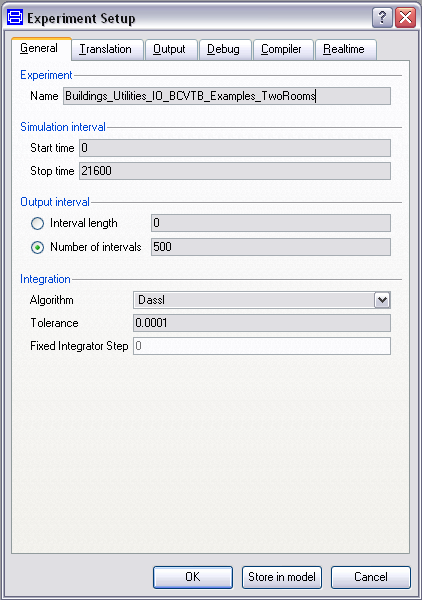 Experiment Setup
General Translation Output Debug Compiler Realtime
Experiment
Name Buildings_Utilities_IO_BCVTB_Examples_TwoRooms
Simulation interval
Start time 0
Stop time 21600
Output interval
Interval length 0
Number of intervals 500
Integration
Algorithm Dassl
Tolerance 0.0001
Fixed Integrator Step 0
OK Store in model Cancel